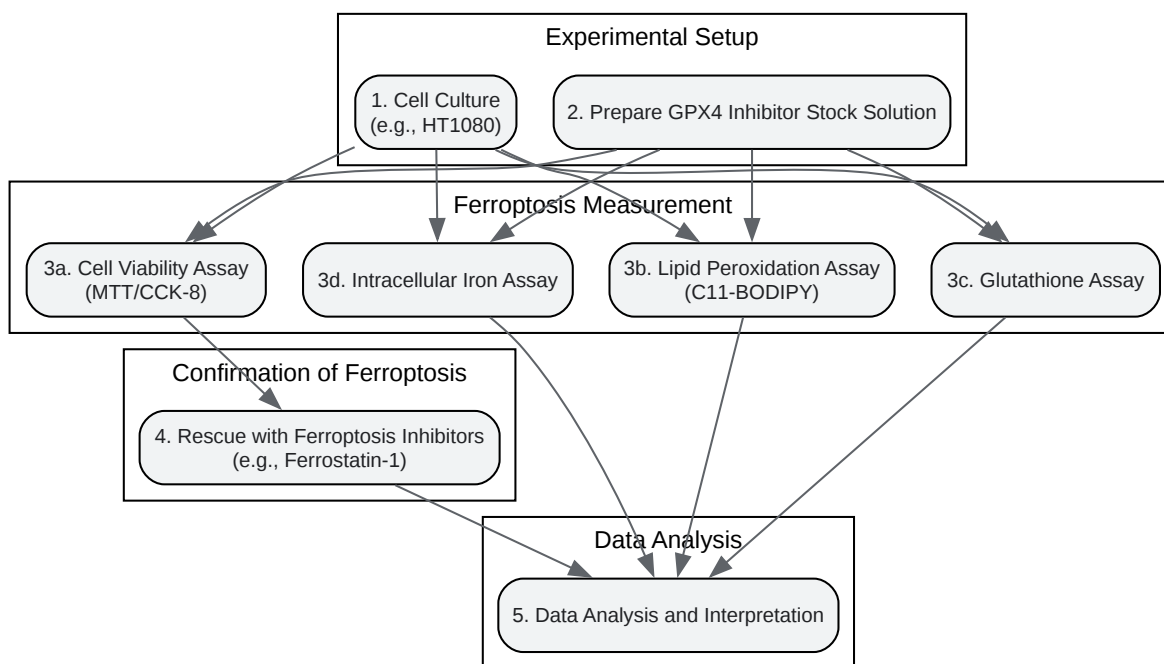 Experimental Setup
1. Cell Culture
(e.g., HT1080)
2. Prepare GPX4 Inhibitor Stock Solution
Ferroptosis Measurement
3a. Cell Viability Assay
(MTT/CCK-8)
3d. Intracellular Iron Assay
3b. Lipid Peroxidation Assay
(C11-BODIPY)
3c. Glutathione Assay
Confirmation of Ferroptosis
4. Rescue with Ferroptosis Inhibitors
(e.g., Ferrostatin-1)
Data Analysis
5. Data Analysis and Interpretation